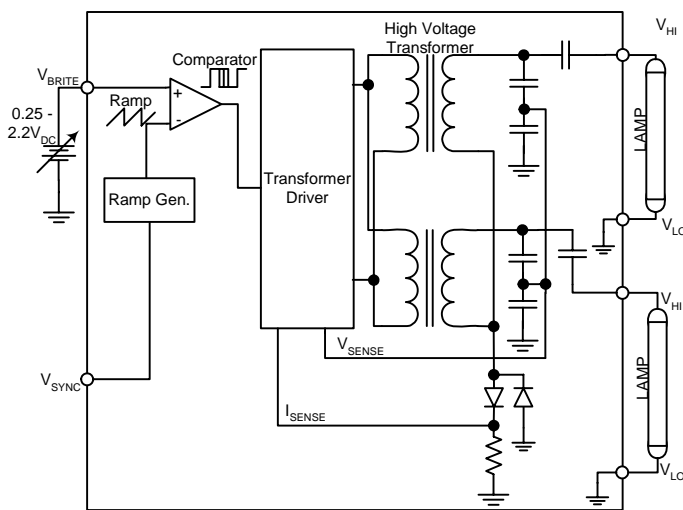 High Voltage
Transformer
V_HI
Comparator
V_BRITE
+
Ramp
-
0.25 -
2.2V_DC
LAMP
Transformer
Driver
Ramp Gen.
V_LO
V_HI
V_SENSE
V_SYNC
LAMP
I_SENSE
V_LO